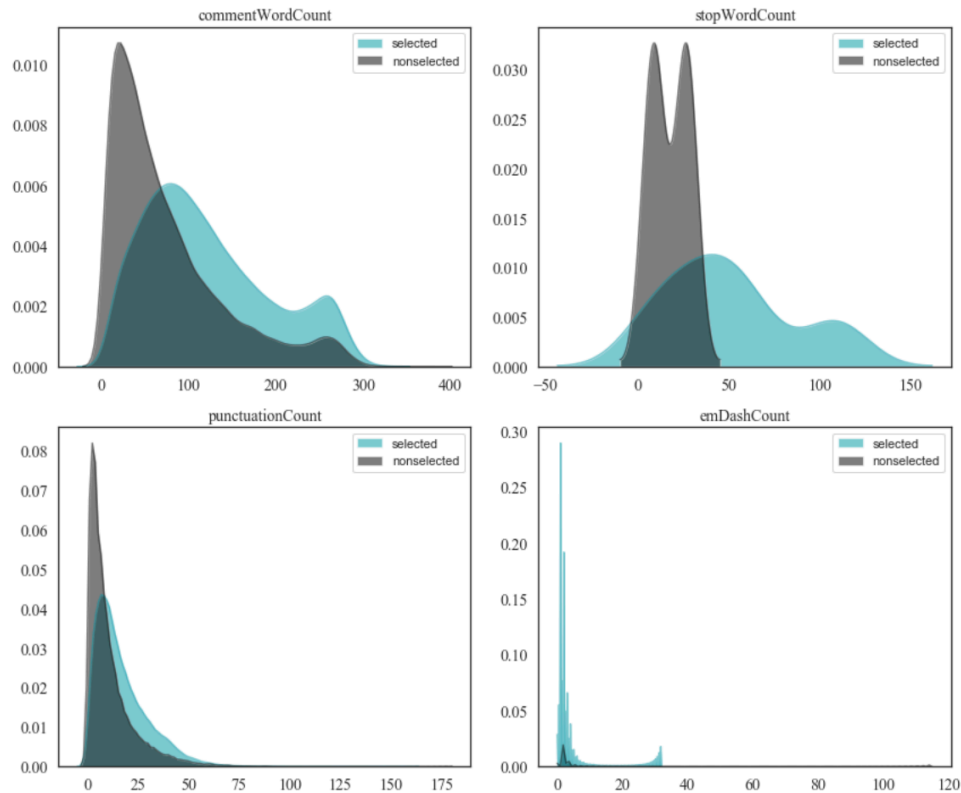 commentWordCount
selected
nonselected
0.010
0.008
0.006
0.004
0.002
0.000
0 100 200 300 400
stopWordCount
selected
nonselected
0.030
0.025
0.020
0.015
0.010
0.005
0.000
−50 0 50 100 150
punctuationCount
selected
nonselected
0.08
0.07
0.06
0.05
0.04
0.03
0.02
0.01
0.00
0 25 50 75 100 125 150 175
emDashCount
selected
nonselected
0.30
0.25
0.20
0.15
0.10
0.05
0.00
0 20 40 60 80 100 120